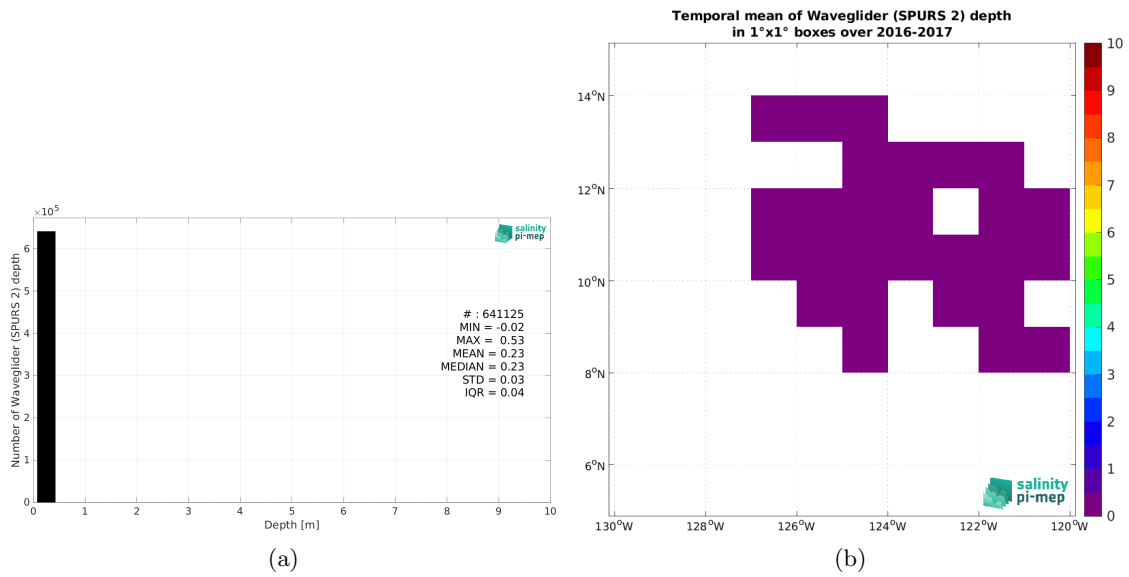 ×10⁵
Number of Waveglider (SPURS 2) depth
6
5
4
3
2
1
0
salinity
pi-mep
# : 641125
MIN = -0.02
MAX = 0.53
MEAN = 0.23
MEDIAN = 0.23
STD = 0.03
IQR = 0.04
0 1 2 3 4 5 6 7 8 9 10
Depth [m]
(a)
Temporal mean of Waveglider (SPURS 2) depth
in 1°x1° boxes over 2016-2017
14°N
12°N
10°N
8°N
6°N
130°W 128°W 126°W 124°W 122°W 120°W
salinity
pi-mep
10
9
8
7
6
5
4
3
2
1
0
(b)